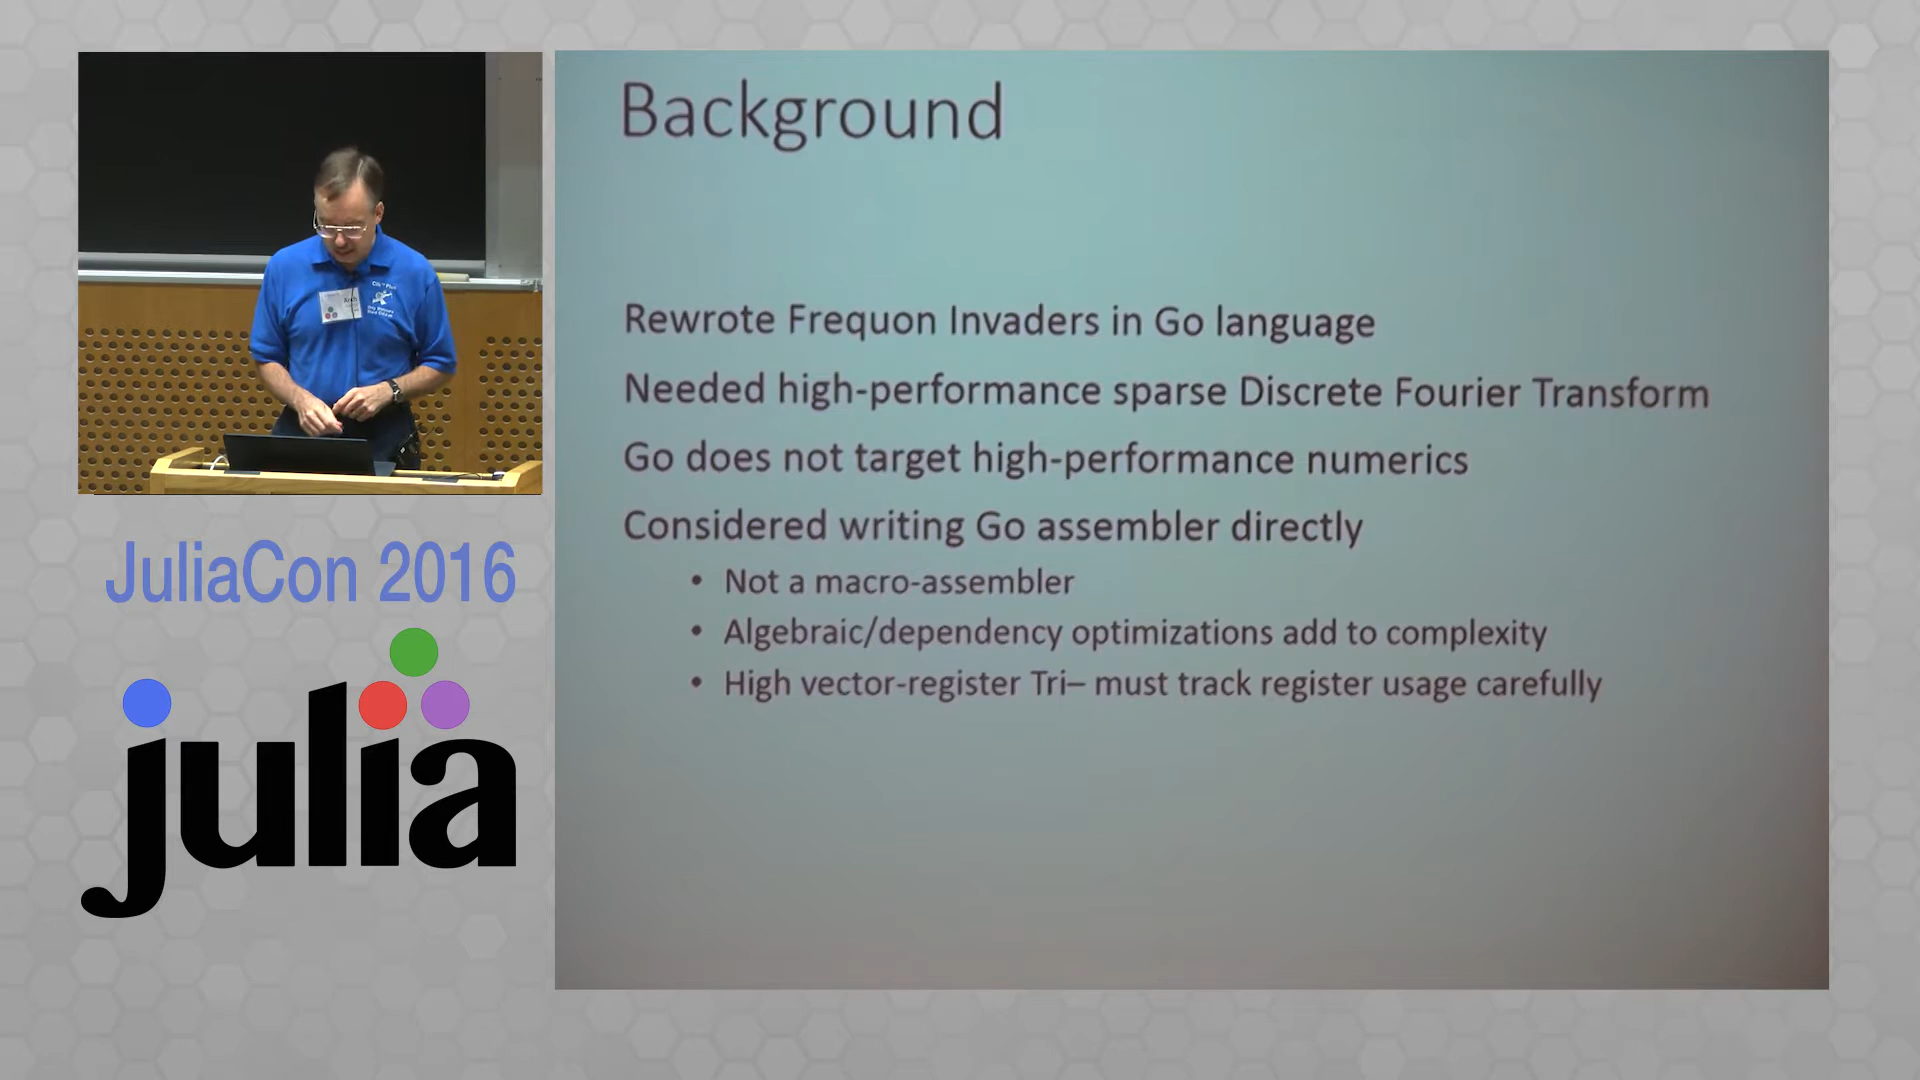 Background
Rewrote Frequon Invaders in Go language
Needed high-performance sparse Discrete Fourier Transform
Go does not target high-performance numerics
Considered writing Go assembler directly
• Not a macro-assembler
• Algebraic/dependency optimizations add to complexity
• High vector-register Tri– must track register usage carefully
JuliaCon 2016
julia